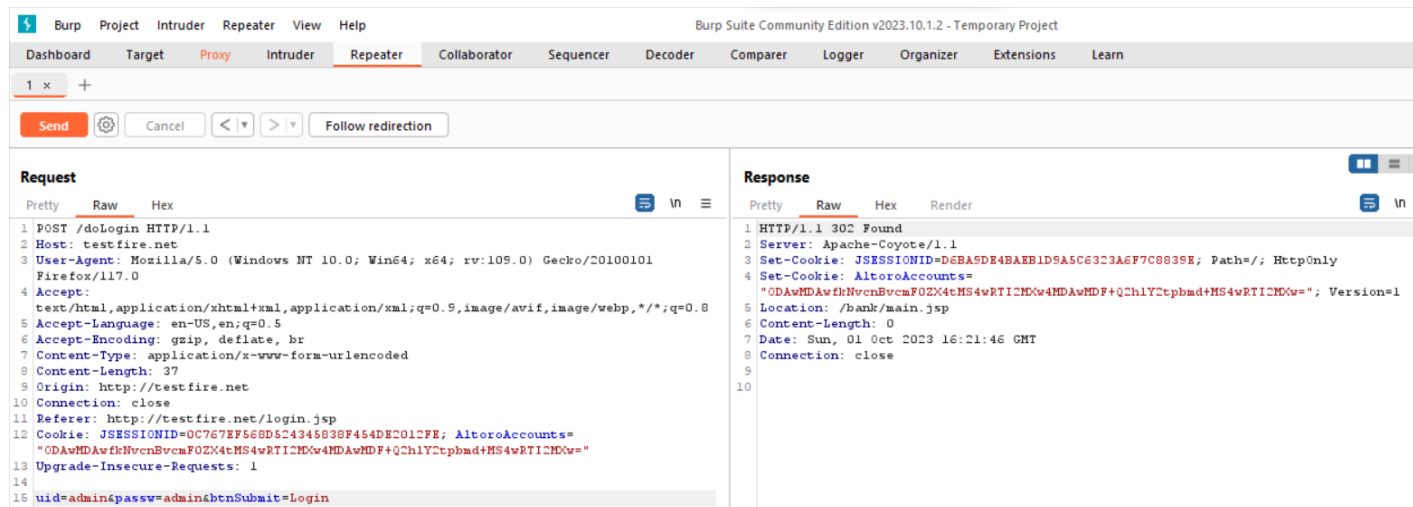 Burp Project Intruder Repeater View Help Burp Suite Community Edition v2023.10.1.2 - Temporary Project
Dashboard Target Proxy Intruder Repeater Collaborator Sequencer Decoder Comparer Logger Organizer Extensions Learn
1 × +
Send Cancel < > Follow redirection
Request
Pretty Raw Hex \n
1 POST /doLogin HTTP/1.1
2 Host: testfire.net
3 User-Agent: Mozilla/5.0 (Windows NT 10.0; Win64; x64; rv:109.0) Gecko/20100101
Firefox/117.0
4 Accept:
text/html,application/xhtml+xml,application/xml;q=0.9,image/avif,image/webp,*/*;q=0.8
5 Accept-Language: en-US,en;q=0.5
6 Accept-Encoding: gzip, deflate, br
7 Content-Type: application/x-www-form-urlencoded
8 Content-Length: 37
9 Origin: http://testfire.net
10 Connection: close
11 Referer: http://testfire.net/login.jsp
12 Cookie: JSESSIONID=0C767EF568D524345838F454DE2012FE; AltoroAccounts=
"ODAwMDAwfkNvcnBvcmF0ZX4tMS4wRTI2MXw4MDAwMDF+Q2hlY2tpbmd+MS4wRTI2MXw="
13 Upgrade-Insecure-Requests: 1
14
15 uid=admin&passw=admin&btnSubmit=Login
Response
Pretty Raw Hex Render \n
1 HTTP/1.1 302 Found
2 Server: Apache-Coyote/1.1
3 Set-Cookie: JSESSIONID=D6BA9DE4BAEB1D9A5C6323A6F7C8839E; Path=/; HttpOnly
4 Set-Cookie: AltoroAccounts=
"ODAwMDAwfkNvcnBvcmF0ZX4tMS4wRTI2MXw4MDAwMDF+Q2hlY2tpbmd+MS4wRTI2MXw="; Version=1
5 Location: /bank/main.jsp
6 Content-Length: 0
7 Date: Sun, 01 Oct 2023 16:21:46 GMT
8 Connection: close
9
10